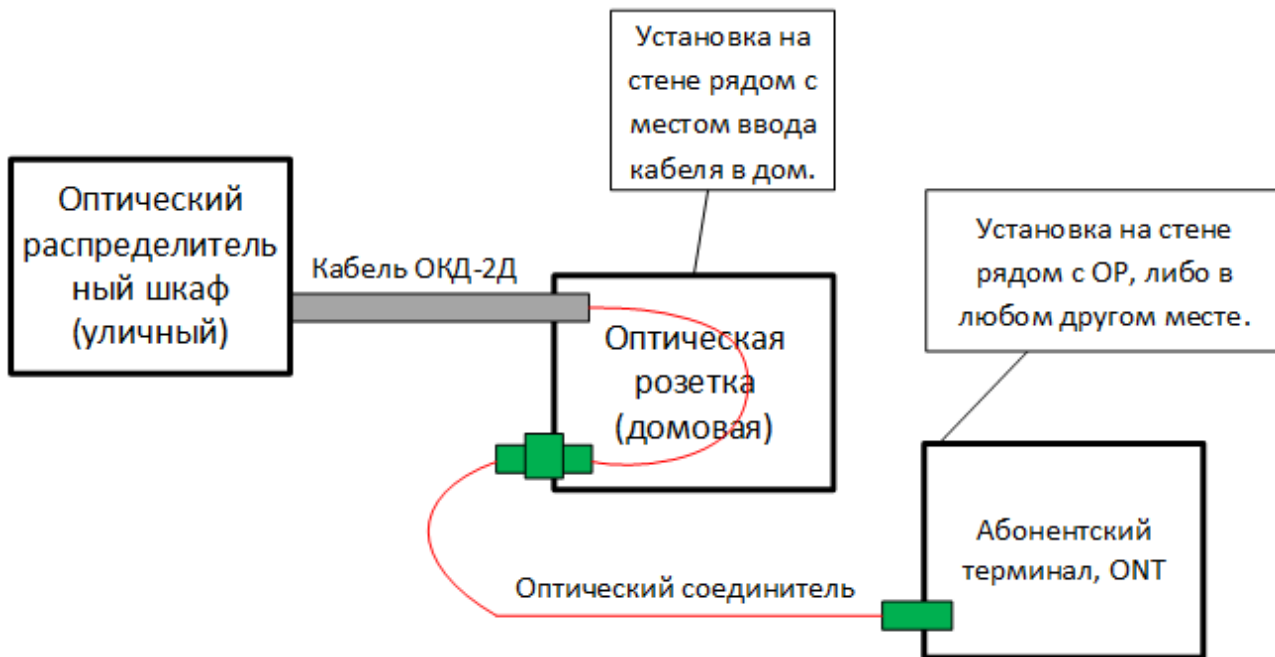 Установка на
стене рядом с
местом ввода
кабеля в дом.
Оптический
распределитель
ный шкаф
(уличный)
Кабель ОКД-2Д
Установка на стене
рядом с ОР, либо в
любом другом месте.
Оптическая
розетка
(домовая)
Абонентский
терминал, ONT
Оптический соединитель